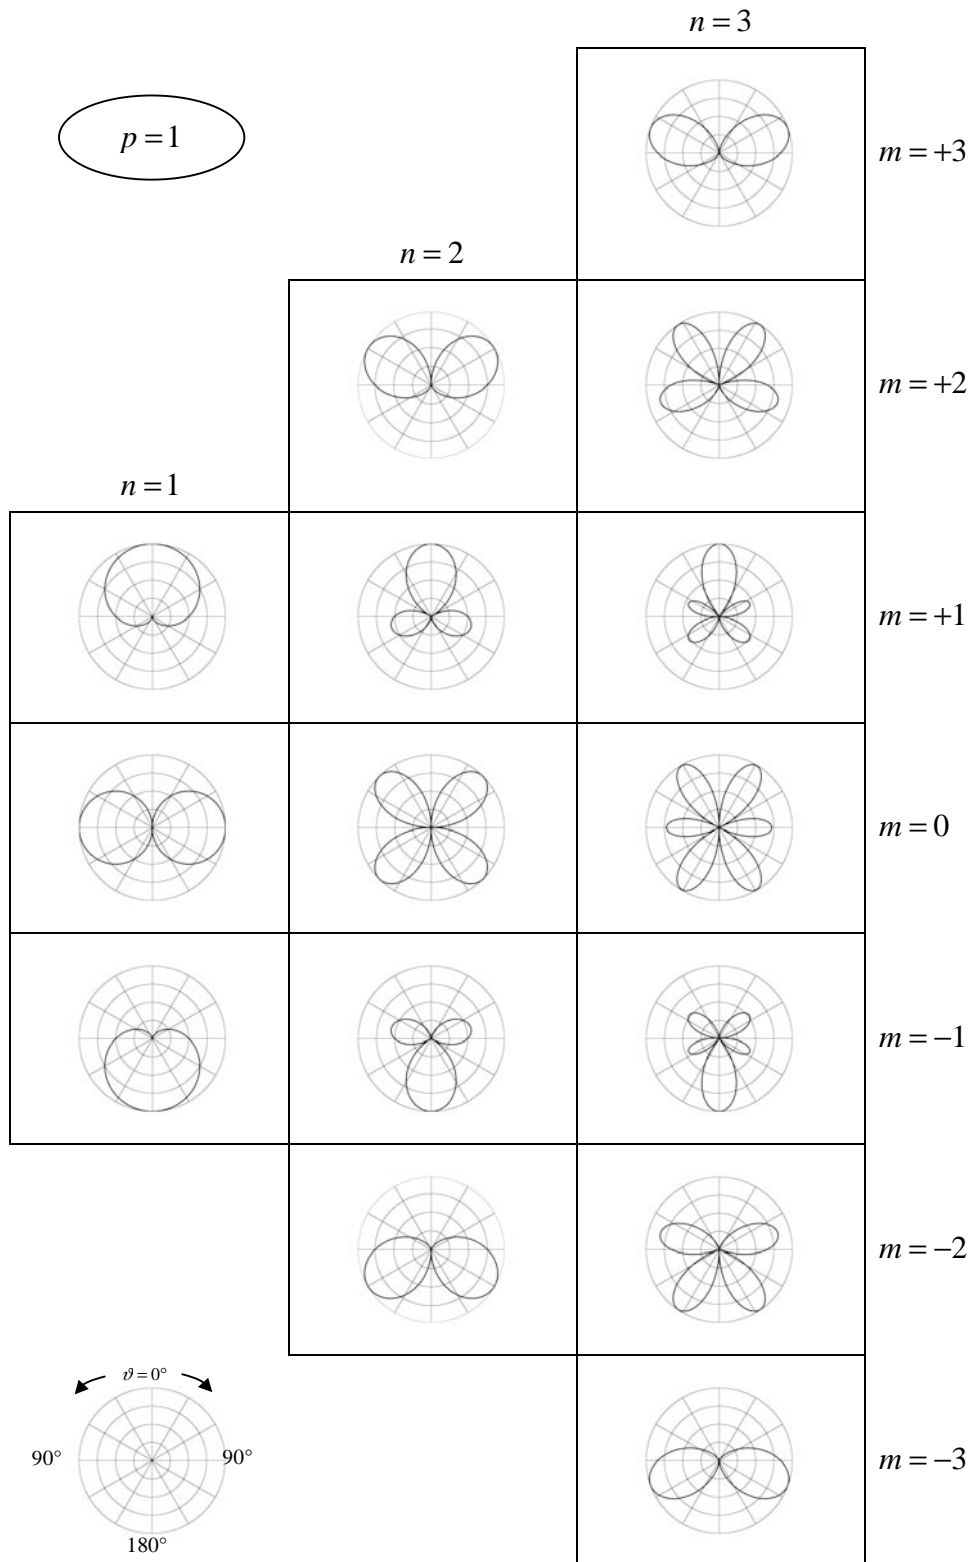 n = 3
p = 1
m = +3
n = 2
m = +2
n = 1
m = +1
m = 0
m = −1
m = −2
ϑ = 0°
90°
90°
m = −3
180°